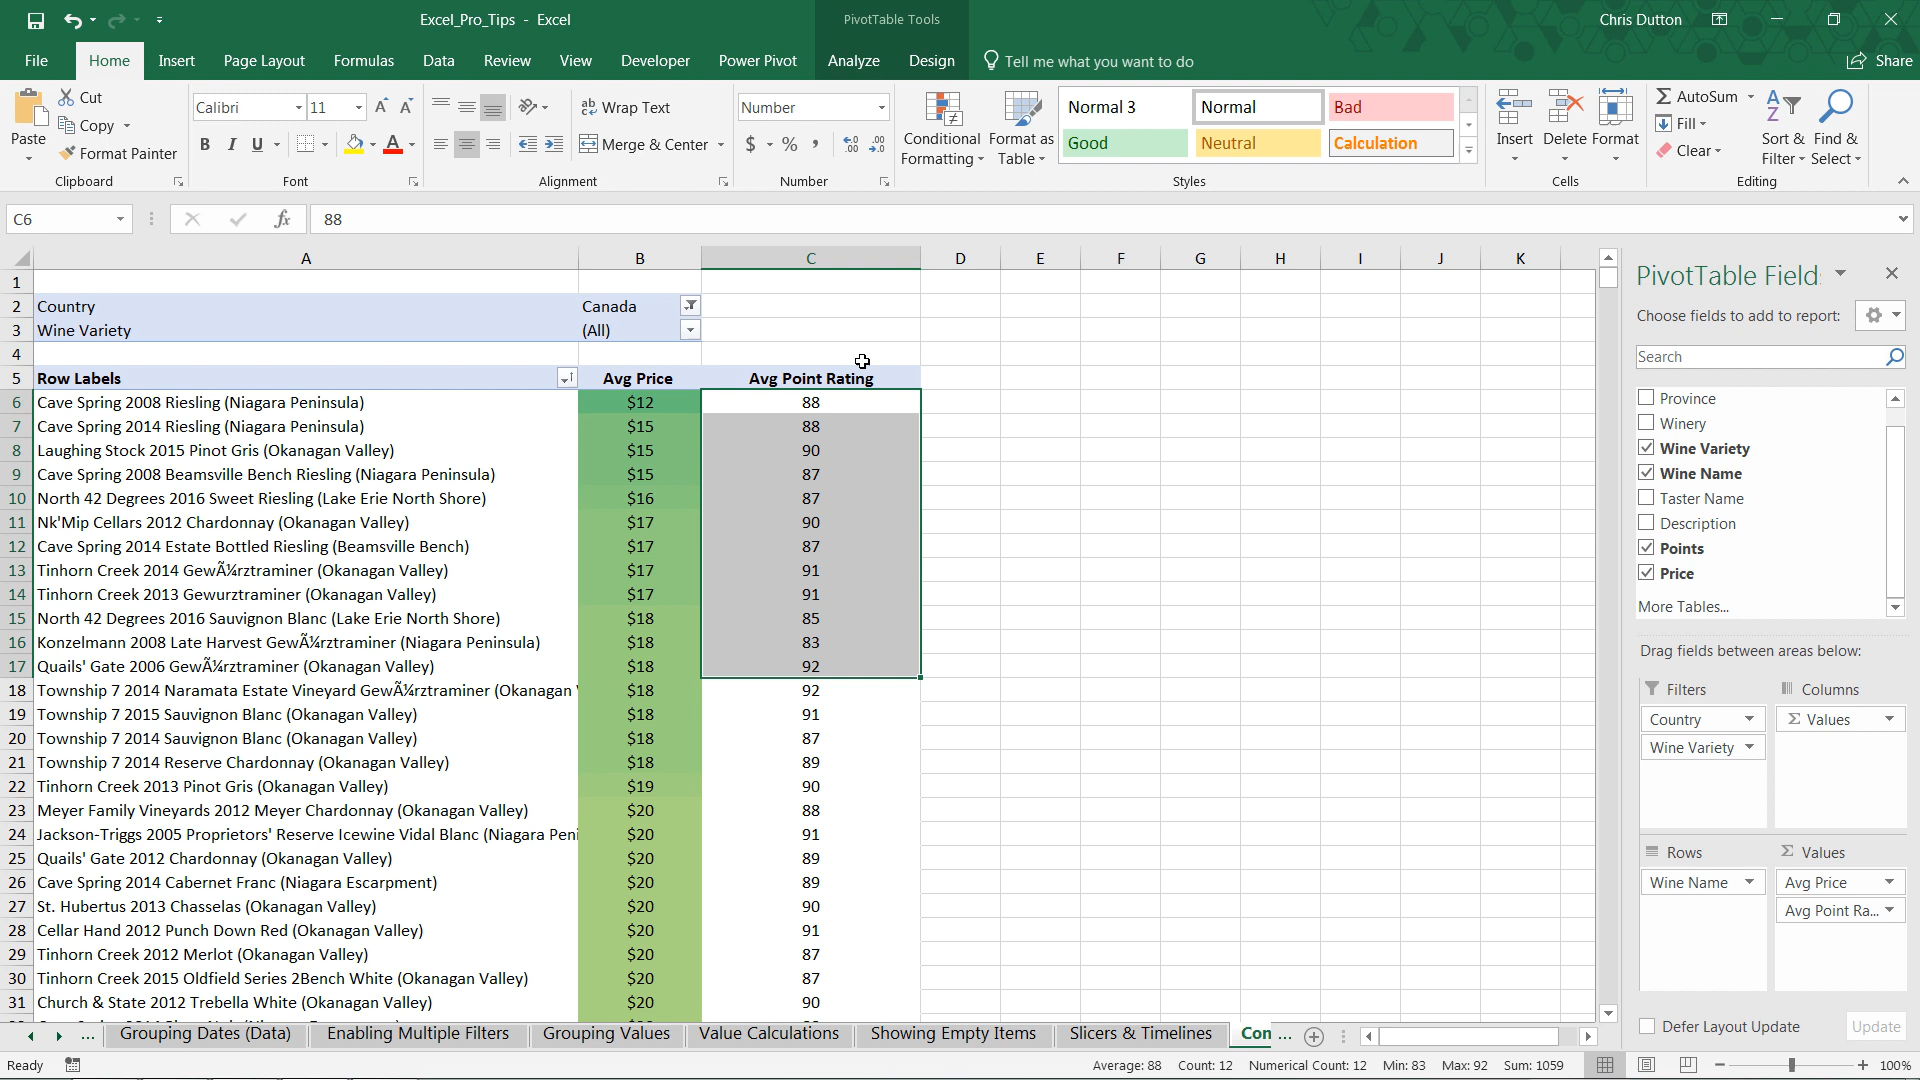 Excel_Pro_Tips - Excel
PivotTable Tools
Chris Dutton
File Home Insert Page Layout Formulas Data Review View Developer Power Pivot Analyze Design Tell me what you want to do Share
Paste
Cut
Copy
Format Painter
Clipboard
Calibri 11
A A
B I U A
Font
Wrap Text
Merge & Center
Alignment
Number
$ % ,
Number
Conditional Formatting
Format as Table
Normal 3 Normal Bad
Good Neutral Calculation
Styles
Insert Delete Format
Cells
AutoSum
Fill
Clear
Sort & Filter
Find & Select
Editing
C6 fx 88
A B C D E F G H I J K
1
2 Country Canada
3 Wine Variety (All)
4
5 Row Labels Avg Price Avg Point Rating
6 Cave Spring 2008 Riesling (Niagara Peninsula) $12 88
7 Cave Spring 2014 Riesling (Niagara Peninsula) $15 88
8 Laughing Stock 2015 Pinot Gris (Okanagan Valley) $15 90
9 Cave Spring 2008 Beamsville Bench Riesling (Niagara Peninsula) $15 87
10 North 42 Degrees 2016 Sweet Riesling (Lake Erie North Shore) $16 87
11 Nk'Mip Cellars 2012 Chardonnay (Okanagan Valley) $17 90
12 Cave Spring 2014 Estate Bottled Riesling (Beamsville Bench) $17 87
13 Tinhorn Creek 2014 GewÃ¼rztraminer (Okanagan Valley) $17 91
14 Tinhorn Creek 2013 Gewurztraminer (Okanagan Valley) $17 91
15 North 42 Degrees 2016 Sauvignon Blanc (Lake Erie North Shore) $18 85
16 Konzelmann 2008 Late Harvest GewÃ¼rztraminer (Niagara Peninsula) $18 83
17 Quails' Gate 2006 GewÃ¼rztraminer (Okanagan Valley) $18 92
18 Township 7 2014 Naramata Estate Vineyard GewÃ¼rztraminer (Okanagan $18 92
19 Township 7 2015 Sauvignon Blanc (Okanagan Valley) $18 91
20 Township 7 2014 Sauvignon Blanc (Okanagan Valley) $18 87
21 Township 7 2014 Reserve Chardonnay (Okanagan Valley) $18 89
22 Tinhorn Creek 2013 Pinot Gris (Okanagan Valley) $19 90
23 Meyer Family Vineyards 2012 Meyer Chardonnay (Okanagan Valley) $20 88
24 Jackson-Triggs 2005 Proprietors' Reserve Icewine Vidal Blanc (Niagara Peni $20 91
25 Quails' Gate 2012 Chardonnay (Okanagan Valley) $20 89
26 Cave Spring 2014 Cabernet Franc (Niagara Escarpment) $20 89
27 St. Hubertus 2013 Chasselas (Okanagan Valley) $20 90
28 Cellar Hand 2012 Punch Down Red (Okanagan Valley) $20 91
29 Tinhorn Creek 2012 Merlot (Okanagan Valley) $20 87
30 Tinhorn Creek 2015 Oldfield Series 2Bench White (Okanagan Valley) $20 87
31 Church & State 2012 Trebella White (Okanagan Valley) $20 90
PivotTable Field
Choose fields to add to report:
Search
Province
Winery
Wine Variety
Wine Name
Taster Name
Description
Points
Price
More Tables...
Drag fields between areas below:
Filters
Country
Wine Variety
Columns
Σ Values
Rows
Wine Name
Σ Values
Avg Price
Avg Point Ra...
Defer Layout Update Update
... Grouping Dates (Data) Enabling Multiple Filters Grouping Values Value Calculations Showing Empty Items Slicers & Timelines Con ...
Ready Average: 88 Count: 12 Numerical Count: 12 Min: 83 Max: 92 Sum: 1059 100%